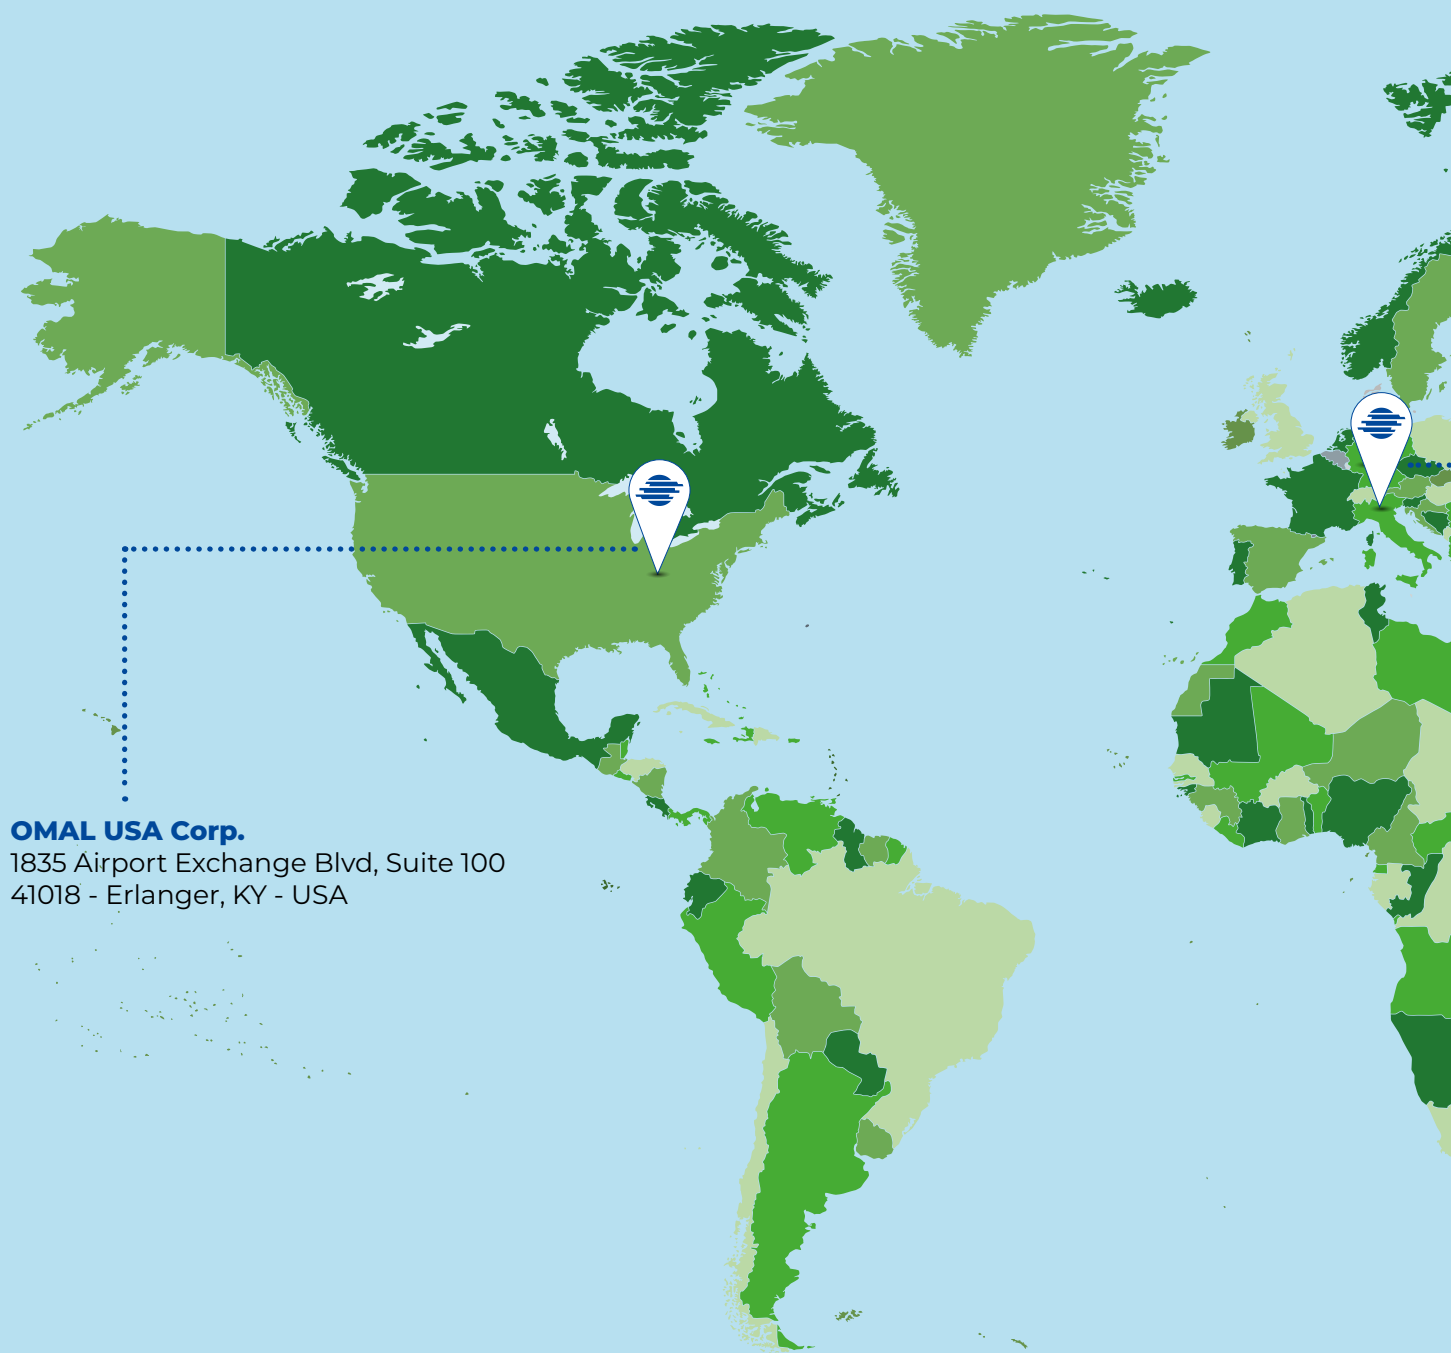 OMAL USA Corp.
1835 Airport Exchange Blvd, Suite 100
41018 - Erlanger, KY - USA